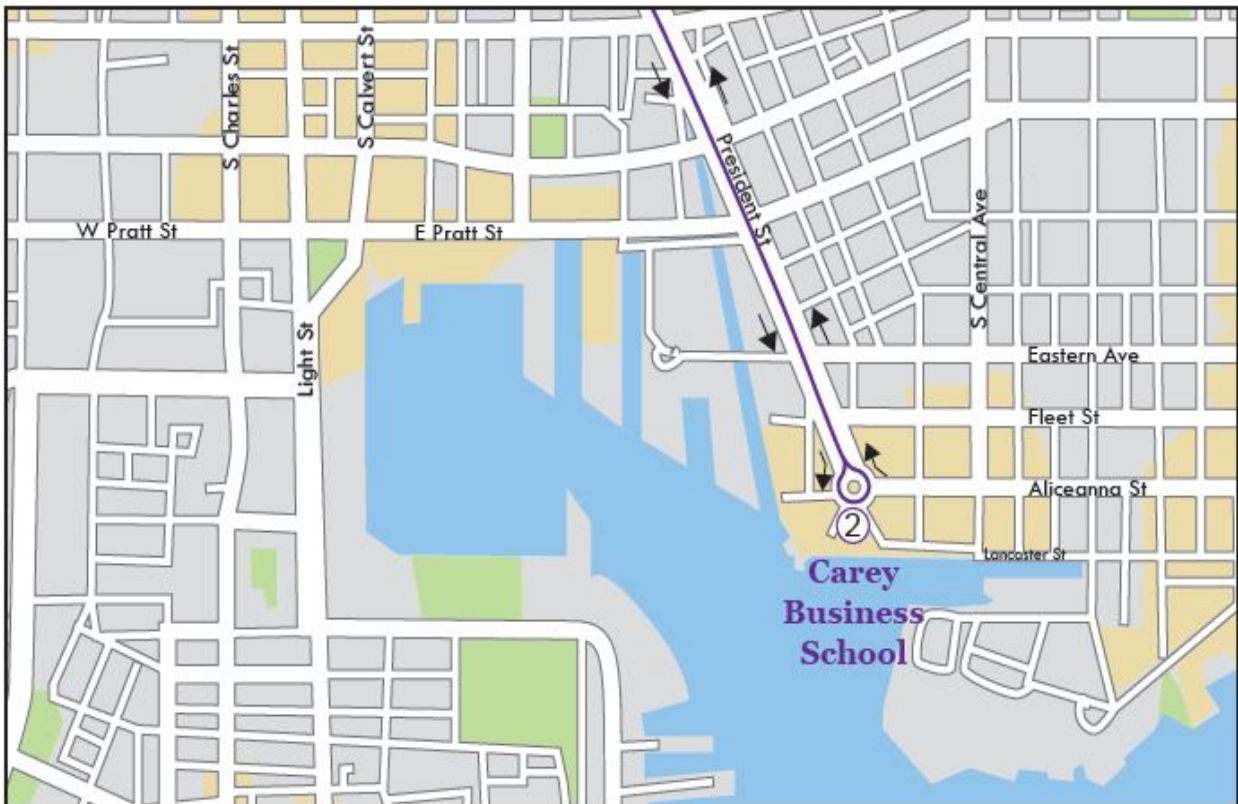 S Charles St
S Calvert St
President St
W Pratt St
E Pratt St
S Central Ave
Light St
Eastern Ave
Fleet St
Aliceanna St
2
Lancaster St
Carey
Business
School